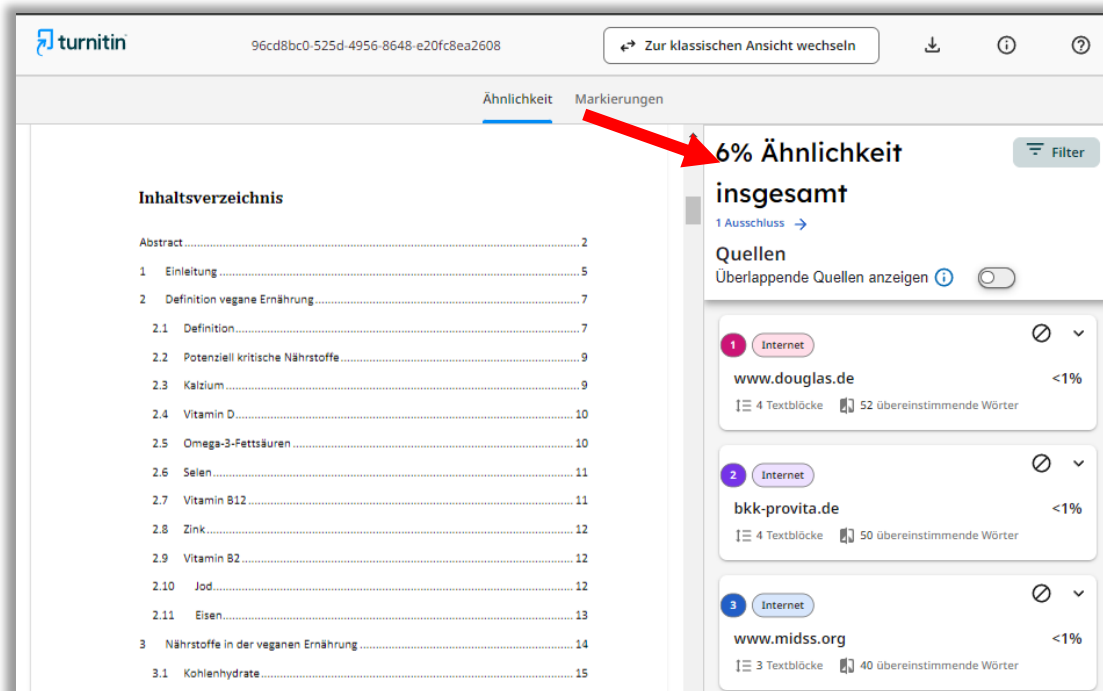 turnitin
96cd8bc0-525d-4956-8648-e20fc8ea2608
Zur klassischen Ansicht wechseln
Ähnlichkeit Markierungen
Inhaltsverzeichnis
Abstract 2
1 Einleitung 5
2 Definition vegane Ernährung 7
2.1 Definition 7
2.2 Potenziell kritische Nährstoffe 9
2.3 Kalzium 9
2.4 Vitamin D 10
2.5 Omega-3-Fettsäuren 10
2.6 Selen 11
2.7 Vitamin B12 11
2.8 Zink 12
2.9 Vitamin B2 12
2.10 Jod 12
2.11 Eisen 13
3 Nährstoffe in der veganen Ernährung 14
3.1 Kohlenhydrate 15
6% Ähnlichkeit
insgesamt
Filter
1 Ausschluss
Quellen
Überlappende Quellen anzeigen
1 Internet
www.douglas.de <1%
4 Textblöcke 52 übereinstimmende Wörter
2 Internet
bkk-provita.de <1%
4 Textblöcke 50 übereinstimmende Wörter
3 Internet
www.midss.org <1%
3 Textblöcke 40 übereinstimmende Wörter